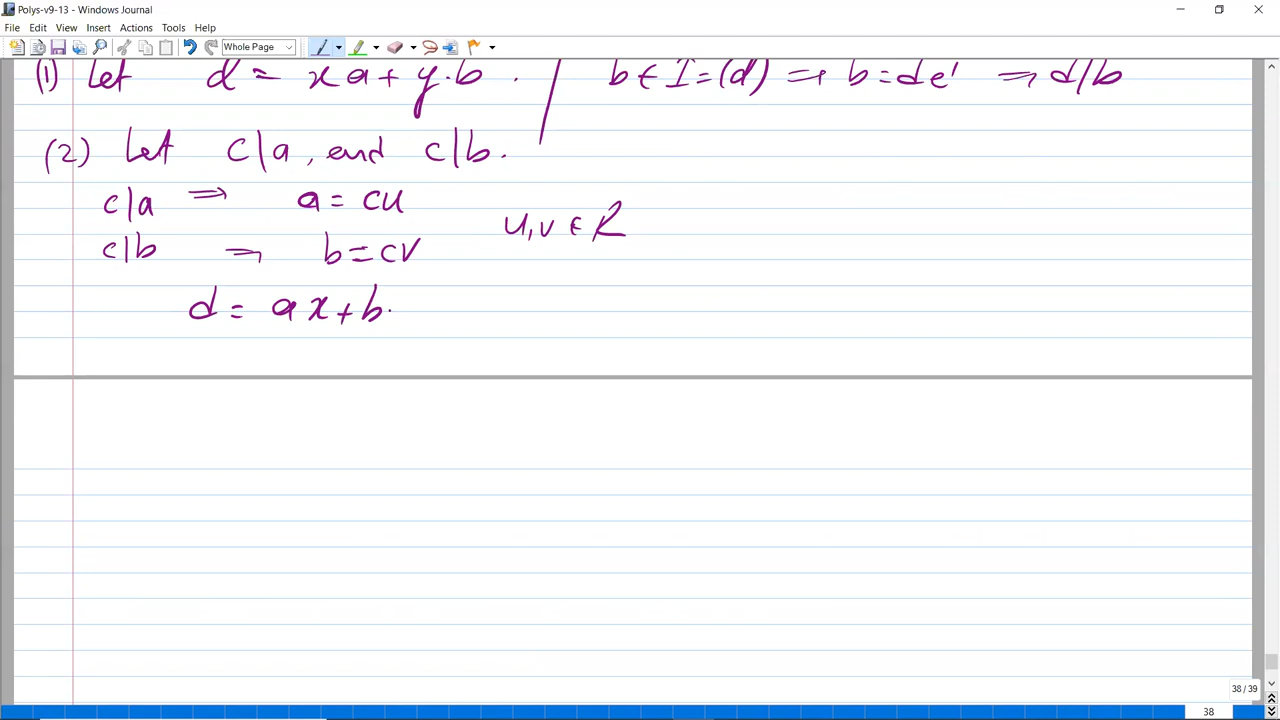 Polys-v9-13 - Windows Journal
File Edit View Insert Actions Tools Help
Whole Page
(1) Let d = xa + y.b . b ∈ I = (d) ⇒ b = de' ⇒ d|b
(2) Let c|a, and c|b.
c|a ⇒ a = cu
u,v ∈ R
c|b ⇒ b = cv
d = ax + b.
38 / 39
38